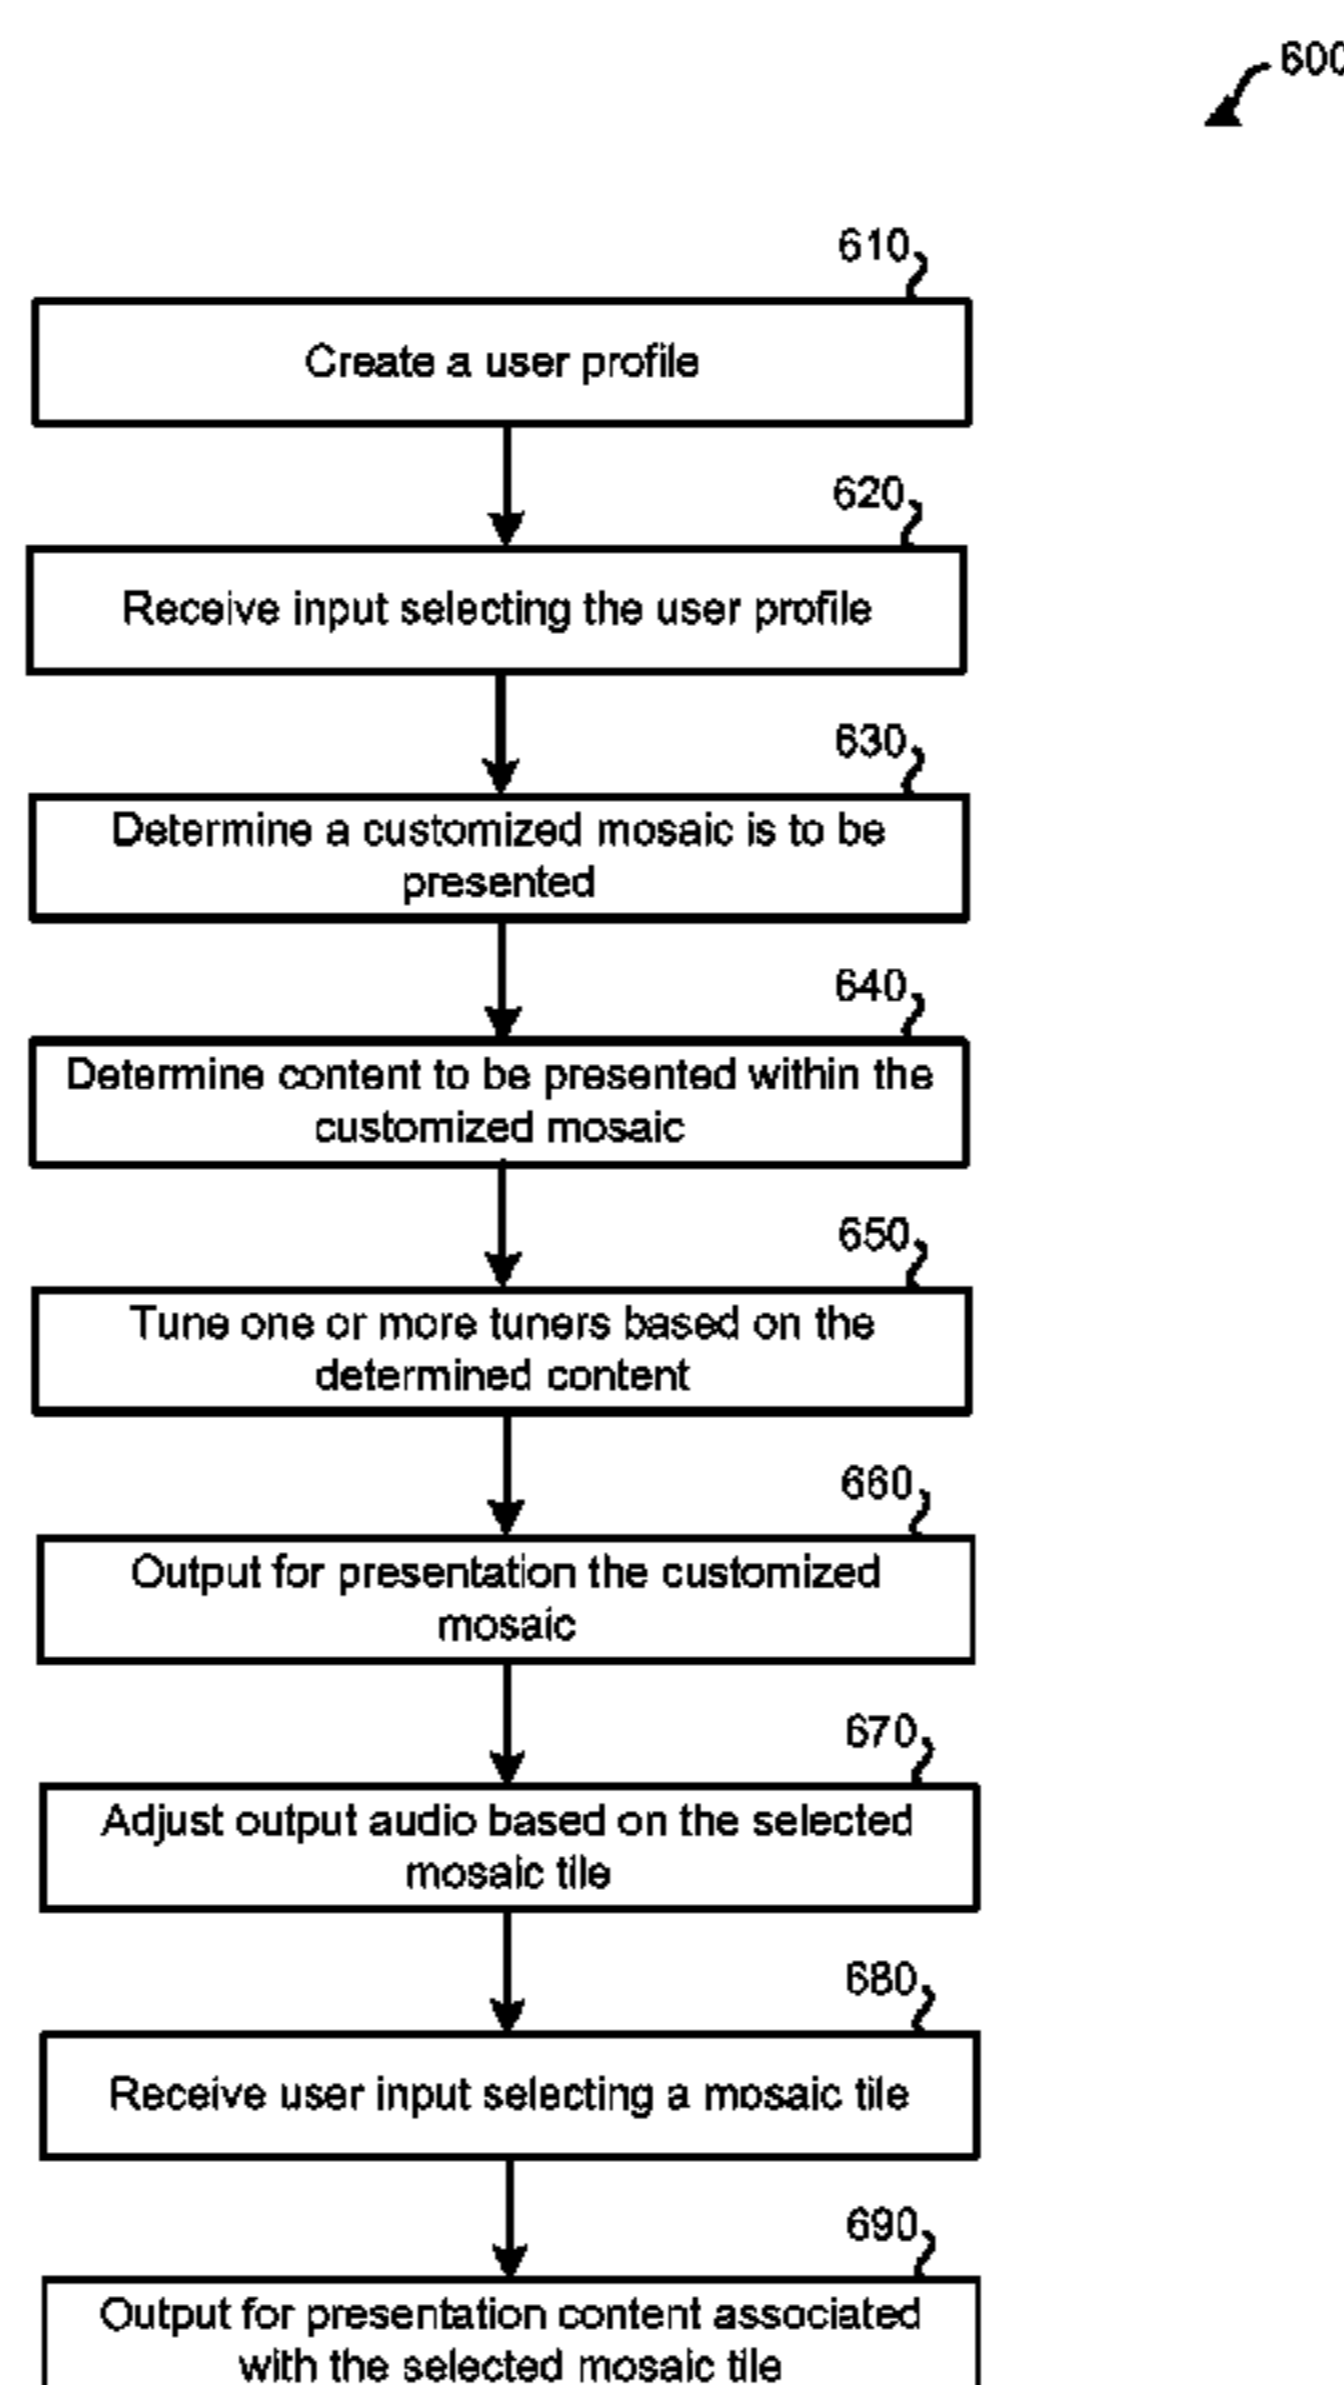 600
610
Create a user profile
620
Receive input selecting the user profile
630
Determine a customized mosaic is to be
presented
640
Determine content to be presented within the
customized mosaic
650
Tune one or more tuners based on the
determined content
660
Output for presentation the customized
mosaic
670
Adjust output audio based on the selected
mosaic tile
680
Receive user input selecting a mosaic tile
690
Output for presentation content associated
with the selected mosaic tile